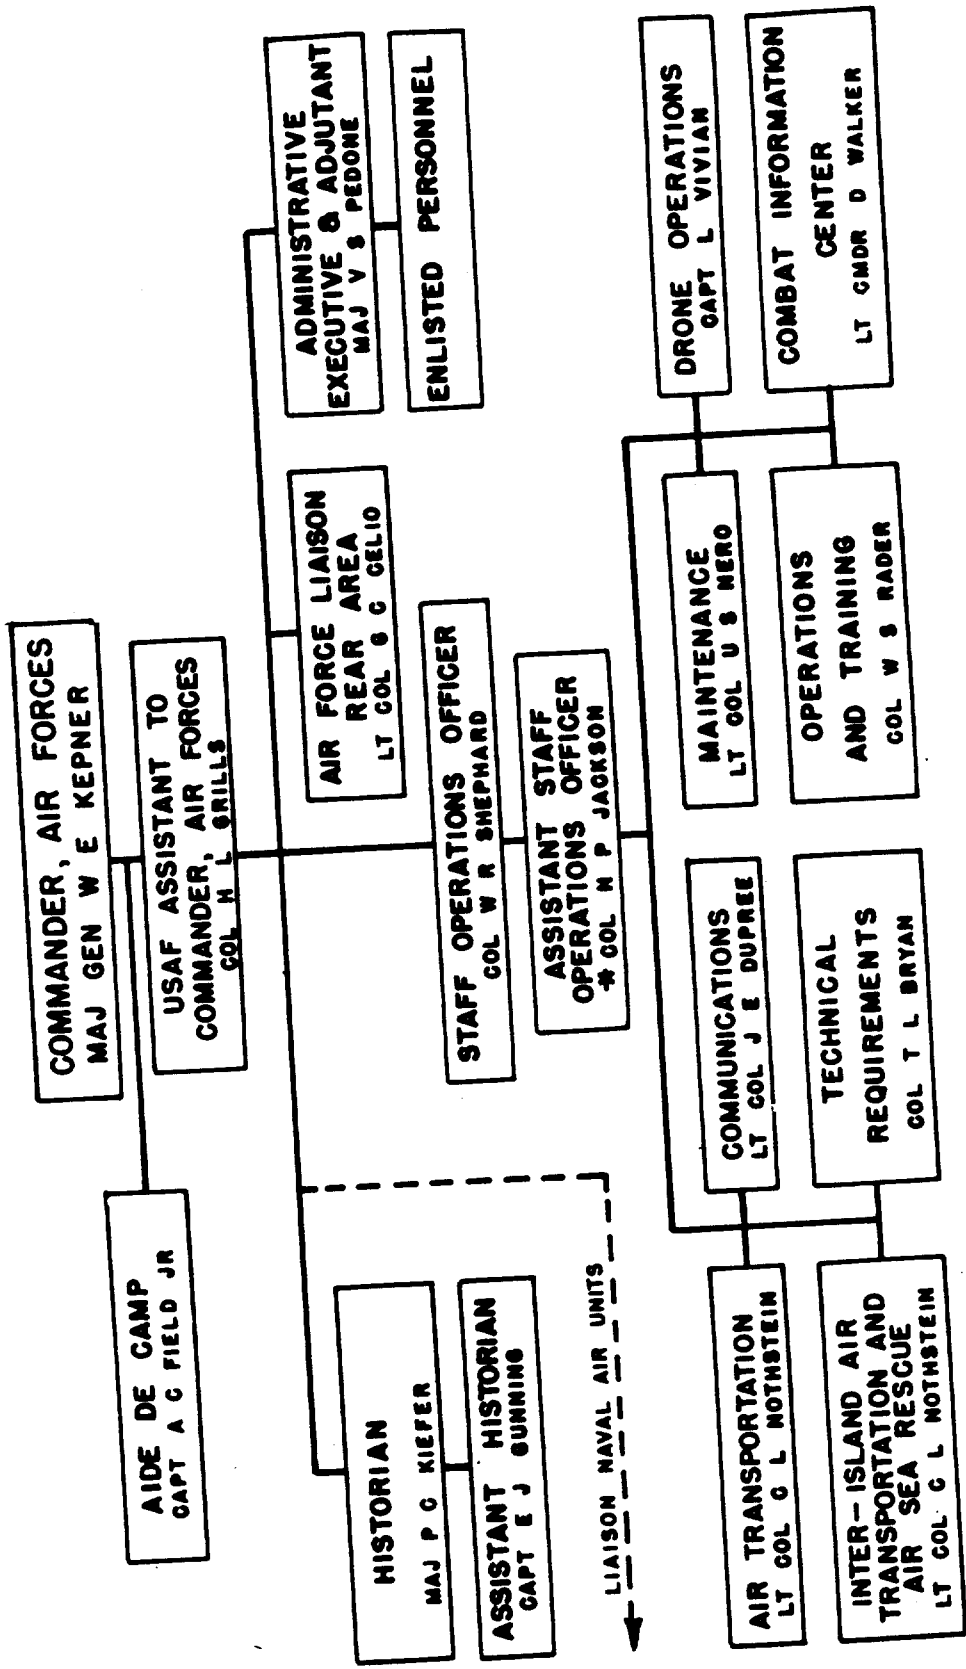 COMMANDER, AIR FORCES
MAJ GEN W E KEPNER
AIDE DE CAMP
CAPT A C FIELD JR
USAF ASSISTANT TO
COMMANDER, AIR FORCES
COL H L GRILLS
HISTORIAN
MAJ P C KIEFER
ASSISTANT HISTORIAN
CAPT E J GUNNING
LIAISON NAVAL AIR UNITS
AIR FORCE LIAISON
REAR AREA
LT COL G C CELIO
ADMINISTRATIVE
EXECUTIVE & ADJUTANT
MAJ V S PEDONE
ENLISTED PERSONNEL
STAFF OPERATIONS OFFICER
COL W R SHEPHARD
ASSISTANT STAFF
OPERATIONS OFFICER
* COL H P JACKSON
AIR TRANSPORTATION
LT COL C L NOTHSTEIN
COMMUNICATIONS
LT COL J E DUPREE
MAINTENANCE
LT COL U S NERO
DRONE OPERATIONS
CAPT L VIVIAN
INTER-ISLAND AIR
TRANSPORTATION AND
AIR SEA RESCUE
LT COL C L NOTHSTEIN
TECHNICAL
REQUIREMENTS
COL T L BRYAN
OPERATIONS
AND TRAINING
COL W S RADER
COMBAT INFORMATION
CENTER
LT CMDR D WALKER